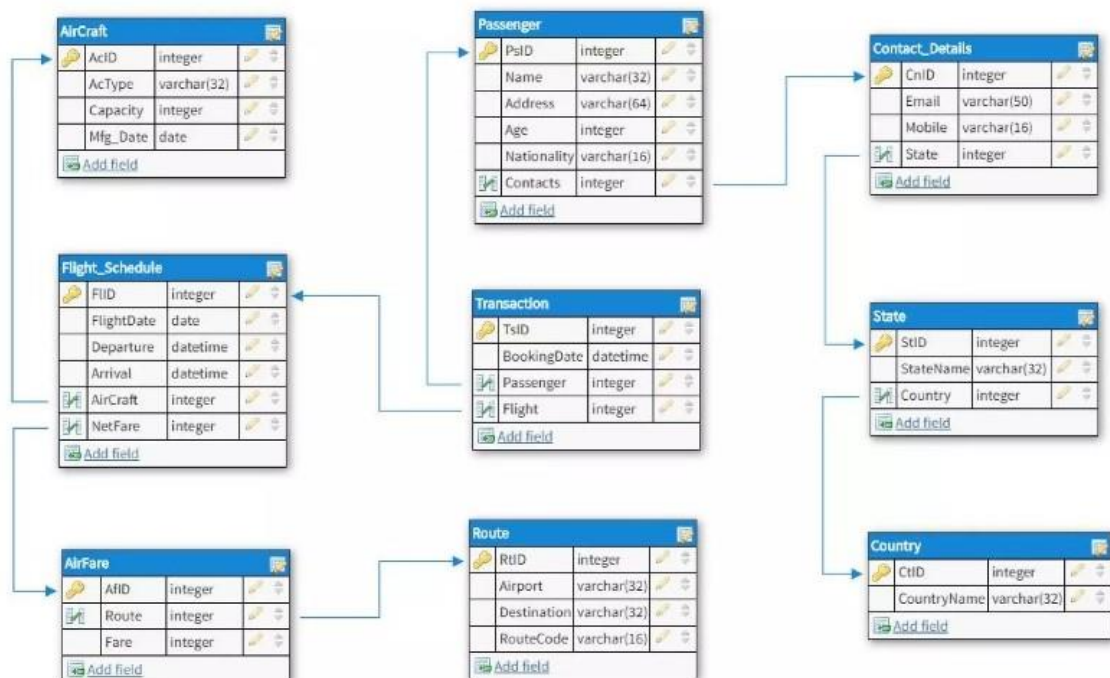 AirCraft
AcID integer
AcType varchar(32)
Capacity integer
Mfg_Date date
Add field
Passenger
PsID integer
Name varchar(32)
Address varchar(64)
Age integer
Nationality varchar(16)
Contacts integer
Add field
Contact_Details
CnID integer
Email varchar(50)
Mobile varchar(16)
State integer
Add field
Flight_Schedule
FlID integer
FlightDate date
Departure datetime
Arrival datetime
AirCraft integer
NetFare integer
Add field
Transaction
TsID integer
BookingDate datetime
Passenger integer
Flight integer
Add field
State
StID integer
StateName varchar(32)
Country integer
Add field
AirFare
AfID integer
Route integer
Fare integer
Add field
Route
RtID integer
Airport varchar(32)
Destination varchar(32)
RouteCode varchar(16)
Add field
Country
CtID integer
CountryName varchar(32)
Add field